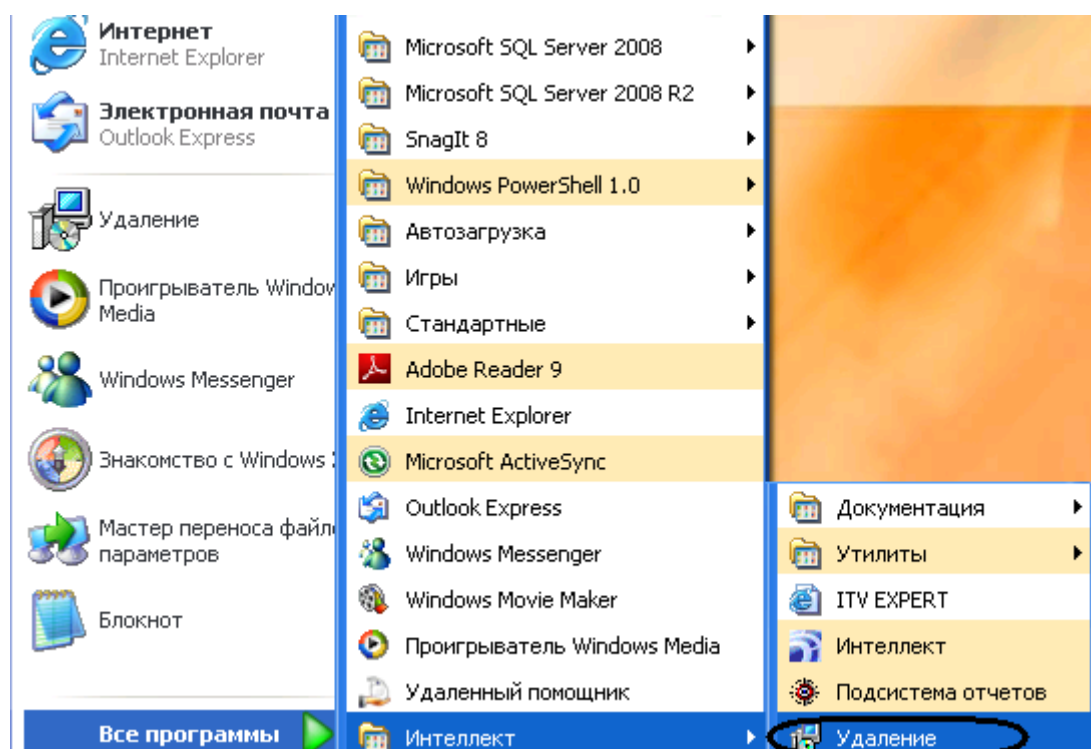 Интернет
Internet Explorer
Электронная почта
Outlook Express
Удаление
Проигрыватель Window
Media
Windows Messenger
Знакомство с Windows
Мастер переноса файло
параметров
Блокнот
Все программы
Microsoft SQL Server 2008
Microsoft SQL Server 2008 R2
SnagIt 8
Windows PowerShell 1.0
Автозагрузка
Игры
Стандартные
Adobe Reader 9
Internet Explorer
Microsoft ActiveSync
Outlook Express
Windows Messenger
Windows Movie Maker
Проигрыватель Windows Media
Удаленный помощник
Интеллект
Документация
Утилиты
ITV EXPERT
Интеллект
Подсистема отчетов
Удаление